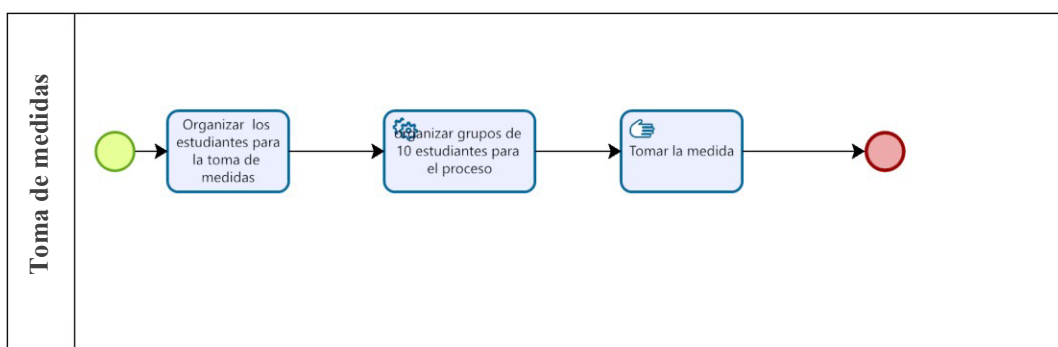 Toma de medidas
Organizar los
estudiantes para
la toma de
medidas
organizar grupos de
10 estudiantes para
el proceso
Tomar la medida